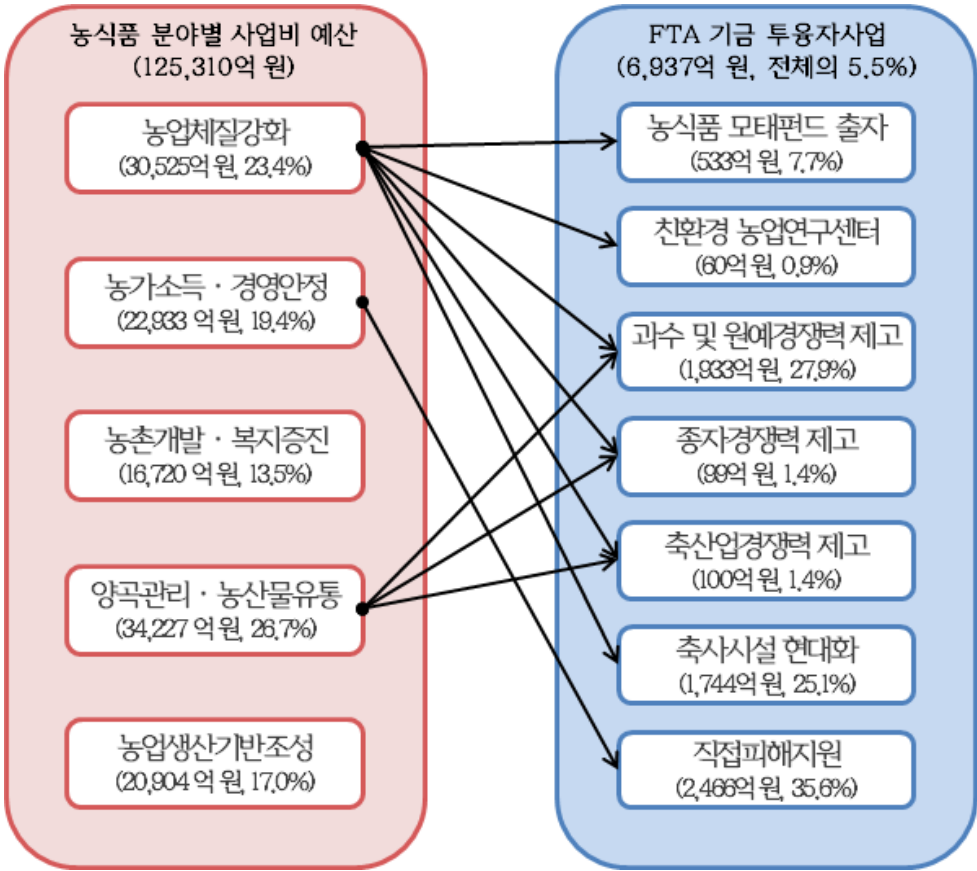 농식품 분야별 사업비 예산
(125,310억 원)
농업체질강화
(30,525억 원, 23.4%)
농가소득 · 경영안정
(22,933 억 원, 19.4%)
농촌개발 · 복지증진
(16,720 억 원, 13.5%)
양곡관리 · 농산물유통
(34,227 억 원, 26.7%)
농업생산기반조성
(20,904 억 원, 17.0%)
FTA 기금 투융자사업
(6,937억 원, 전체의 5.5%)
농식품 모태펀드 출자
(533억 원, 7.7%)
친환경 농업연구센터
(60억 원, 0.9%)
과수 및 원예경쟁력 제고
(1,933억 원, 27.9%)
종자경쟁력 제고
(99억 원, 1.4%)
축산업경쟁력 제고
(100억 원, 1.4%)
축사시설 현대화
(1,744억 원, 25.1%)
직접피해지원
(2,466억 원, 35.6%)